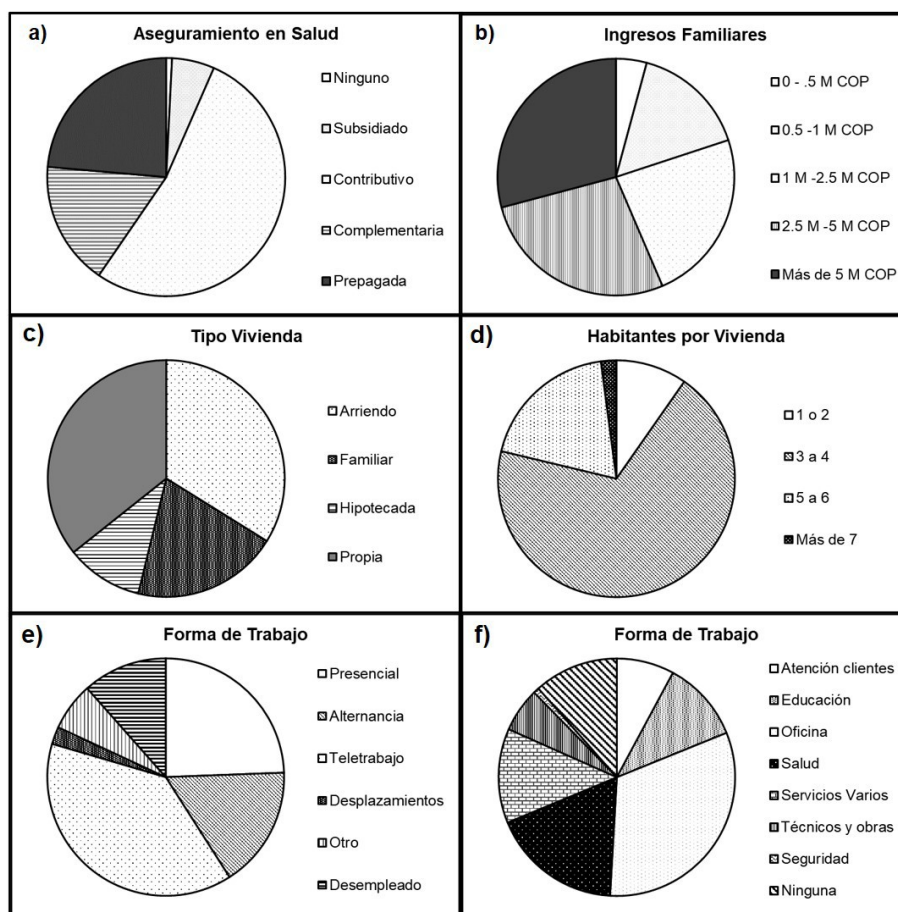 a) Aseguramiento en Salud
Ninguno
Subsidiado
Contributivo
Complementaria
Prepagada
b) Ingresos Familiares
0 - .5 M COP
0.5 -1 M COP
1 M -2.5 M COP
2.5 M -5 M COP
Más de 5 M COP
c) Tipo Vivienda
Arriendo
Familiar
Hipotecada
Propia
d) Habitantes por Vivienda
1 o 2
3 a 4
5 a 6
Más de 7
e) Forma de Trabajo
Presencial
Alternancia
Teletrabajo
Desplazamientos
Otro
Desempleado
f) Forma de Trabajo
Atención clientes
Educación
Oficina
Salud
Servicios Varios
Técnicos y obras
Seguridad
Ninguna